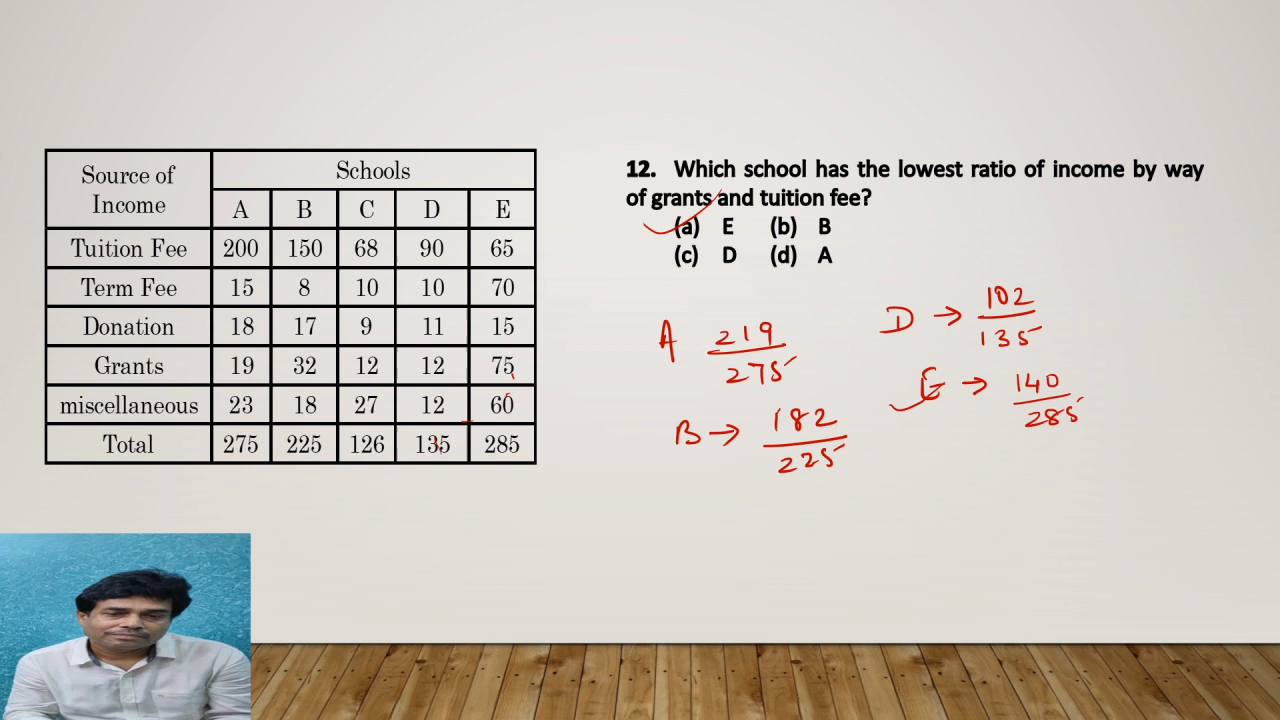 Source of Income Schools
A B C D E
Tuition Fee 200 150 68 90 65
Term Fee 15 8 10 10 70
Donation 18 17 9 11 15
Grants 19 32 12 12 75
miscellaneous 23 18 27 12 60
Total 275 225 126 135 285
12. Which school has the lowest ratio of income by way
of grants and tuition fee?
(a) E (b) B
(c) D (d) A
A 219/275
B → 182/225
D → 102/135
E → 140/285